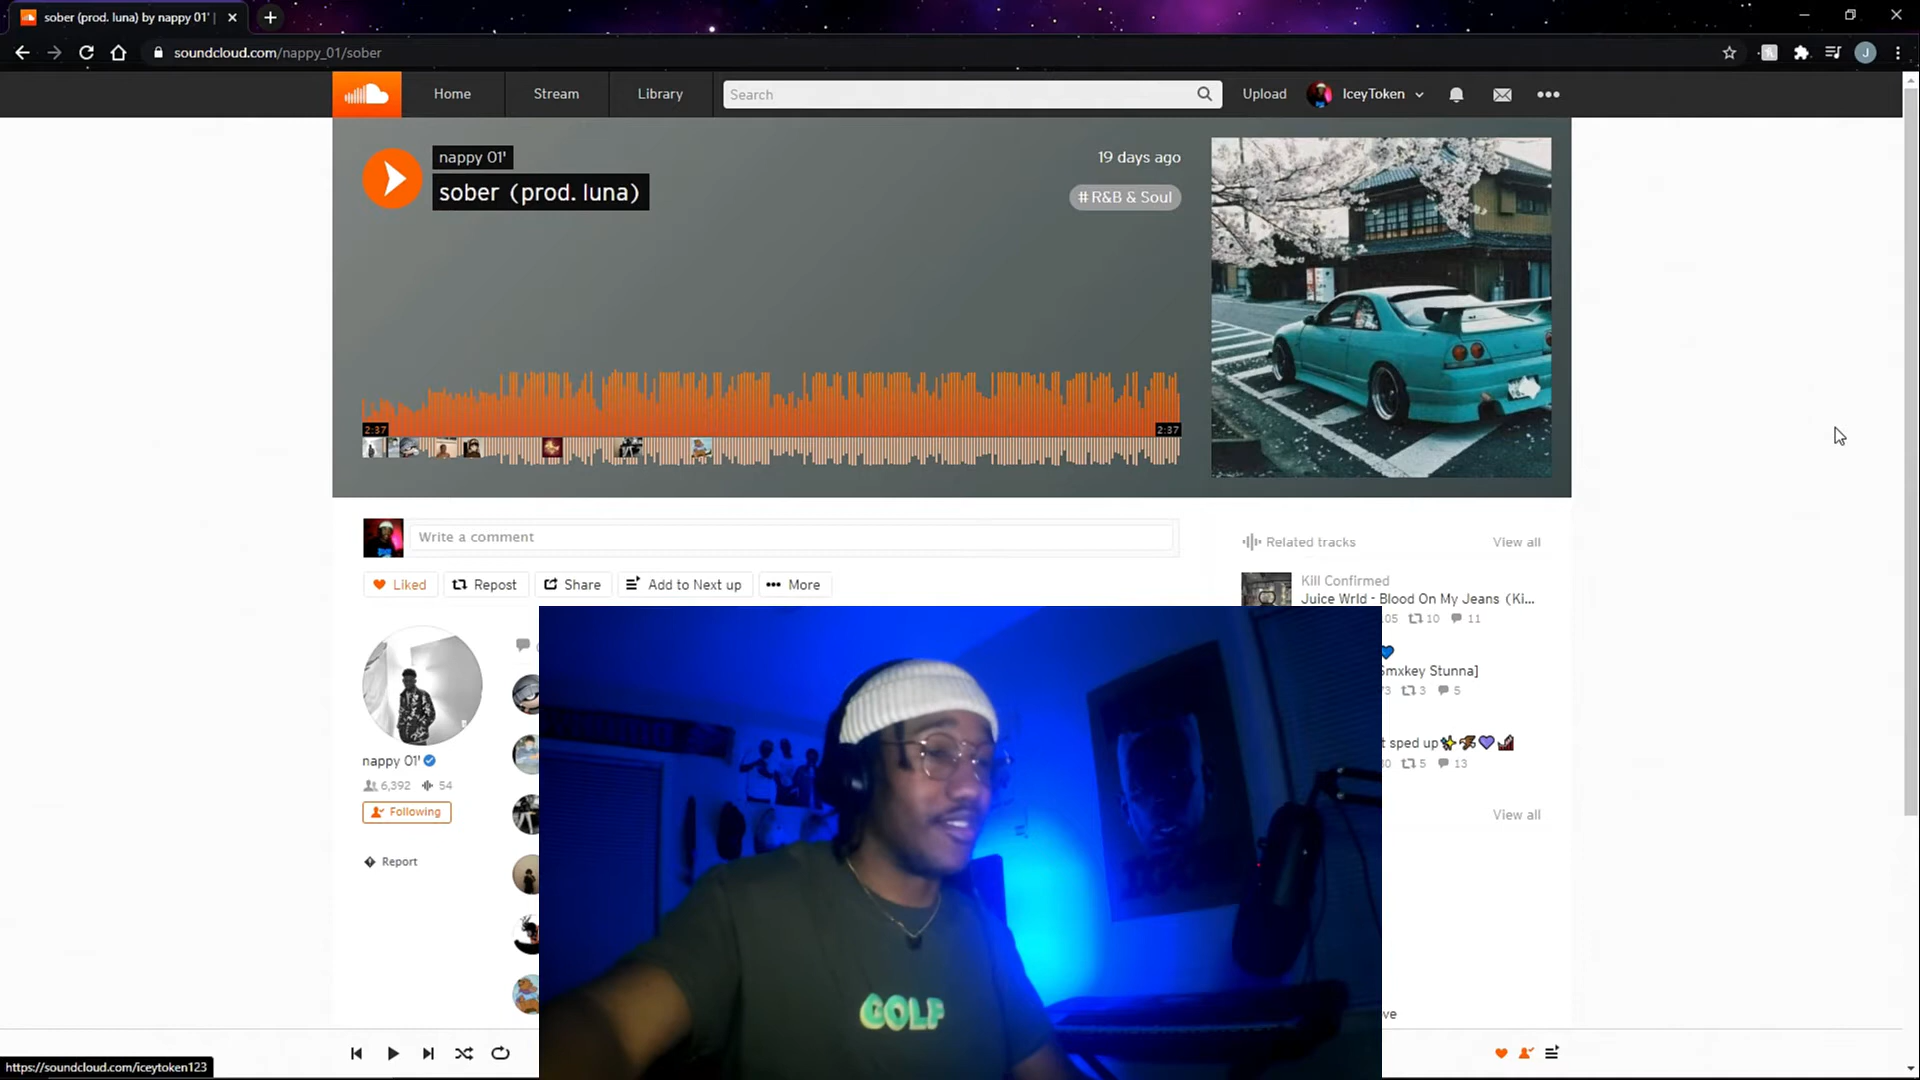 sober (prod. luna) by nappy 01' |
soundcloud.com/nappy_01/sober
J
Home
Stream
Library
Search
Upload
IceyToken
nappy 01'
sober (prod. luna)
19 days ago
# R&B & Soul
2:37
2:37
Write a comment
Liked
Repost
Share
Add to Next up
More
Related tracks
View all
Kill Confirmed
Juice Wrld - Blood On My Jeans (Ki...
05 10 11
Smxkey Stunna]
73 3 5
t sped up
5 13
View all
nappy 01'
6,392 54
Following
Report
GOLF
https://soundcloud.com/iceytoken123